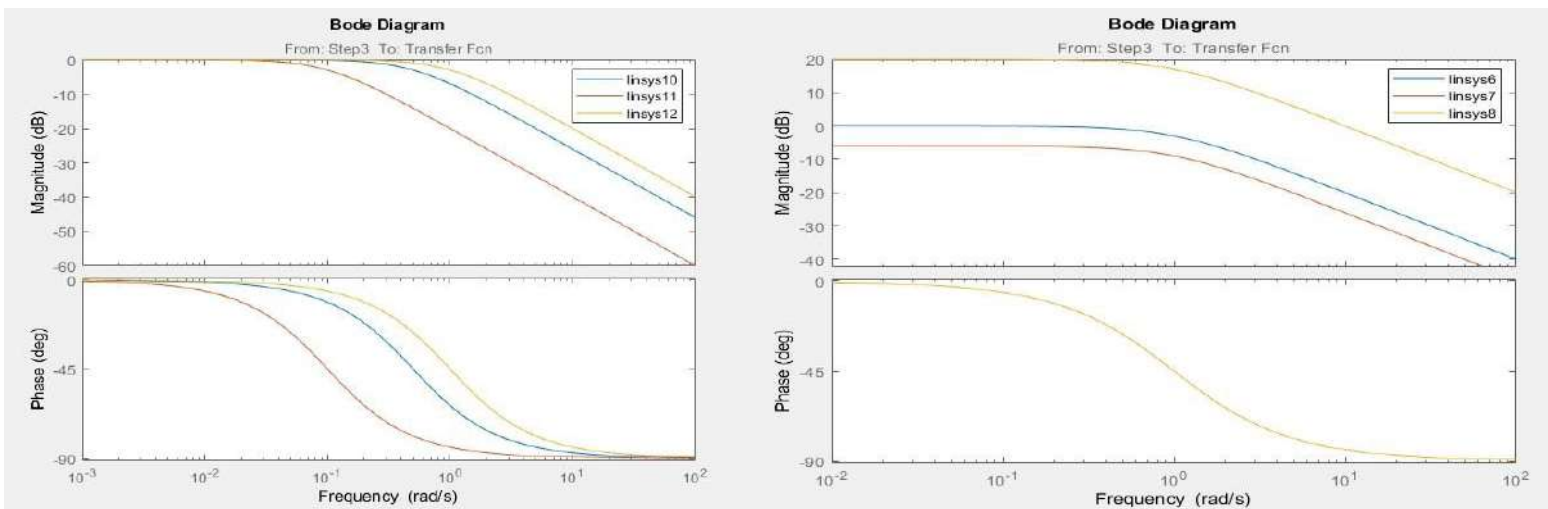 Bode Diagram
From: Step3 To: Transfer Fcn
Magnitude (dB)
0
-10
-20
-30
-40
-50
-60
linsys10
linsys11
linsys12
Phase (deg)
0
-45
-90
10^-3
10^-2
10^-1
10^0
10^1
10^2
Frequency (rad/s)
Bode Diagram
From: Step3 To: Transfer Fcn
Magnitude (dB)
20
10
0
-10
-20
-30
-40
linsys6
linsys7
linsys8
Phase (deg)
0
-45
-90
10^-2
10^-1
10^0
10^1
10^2
Frequency (rad/s)